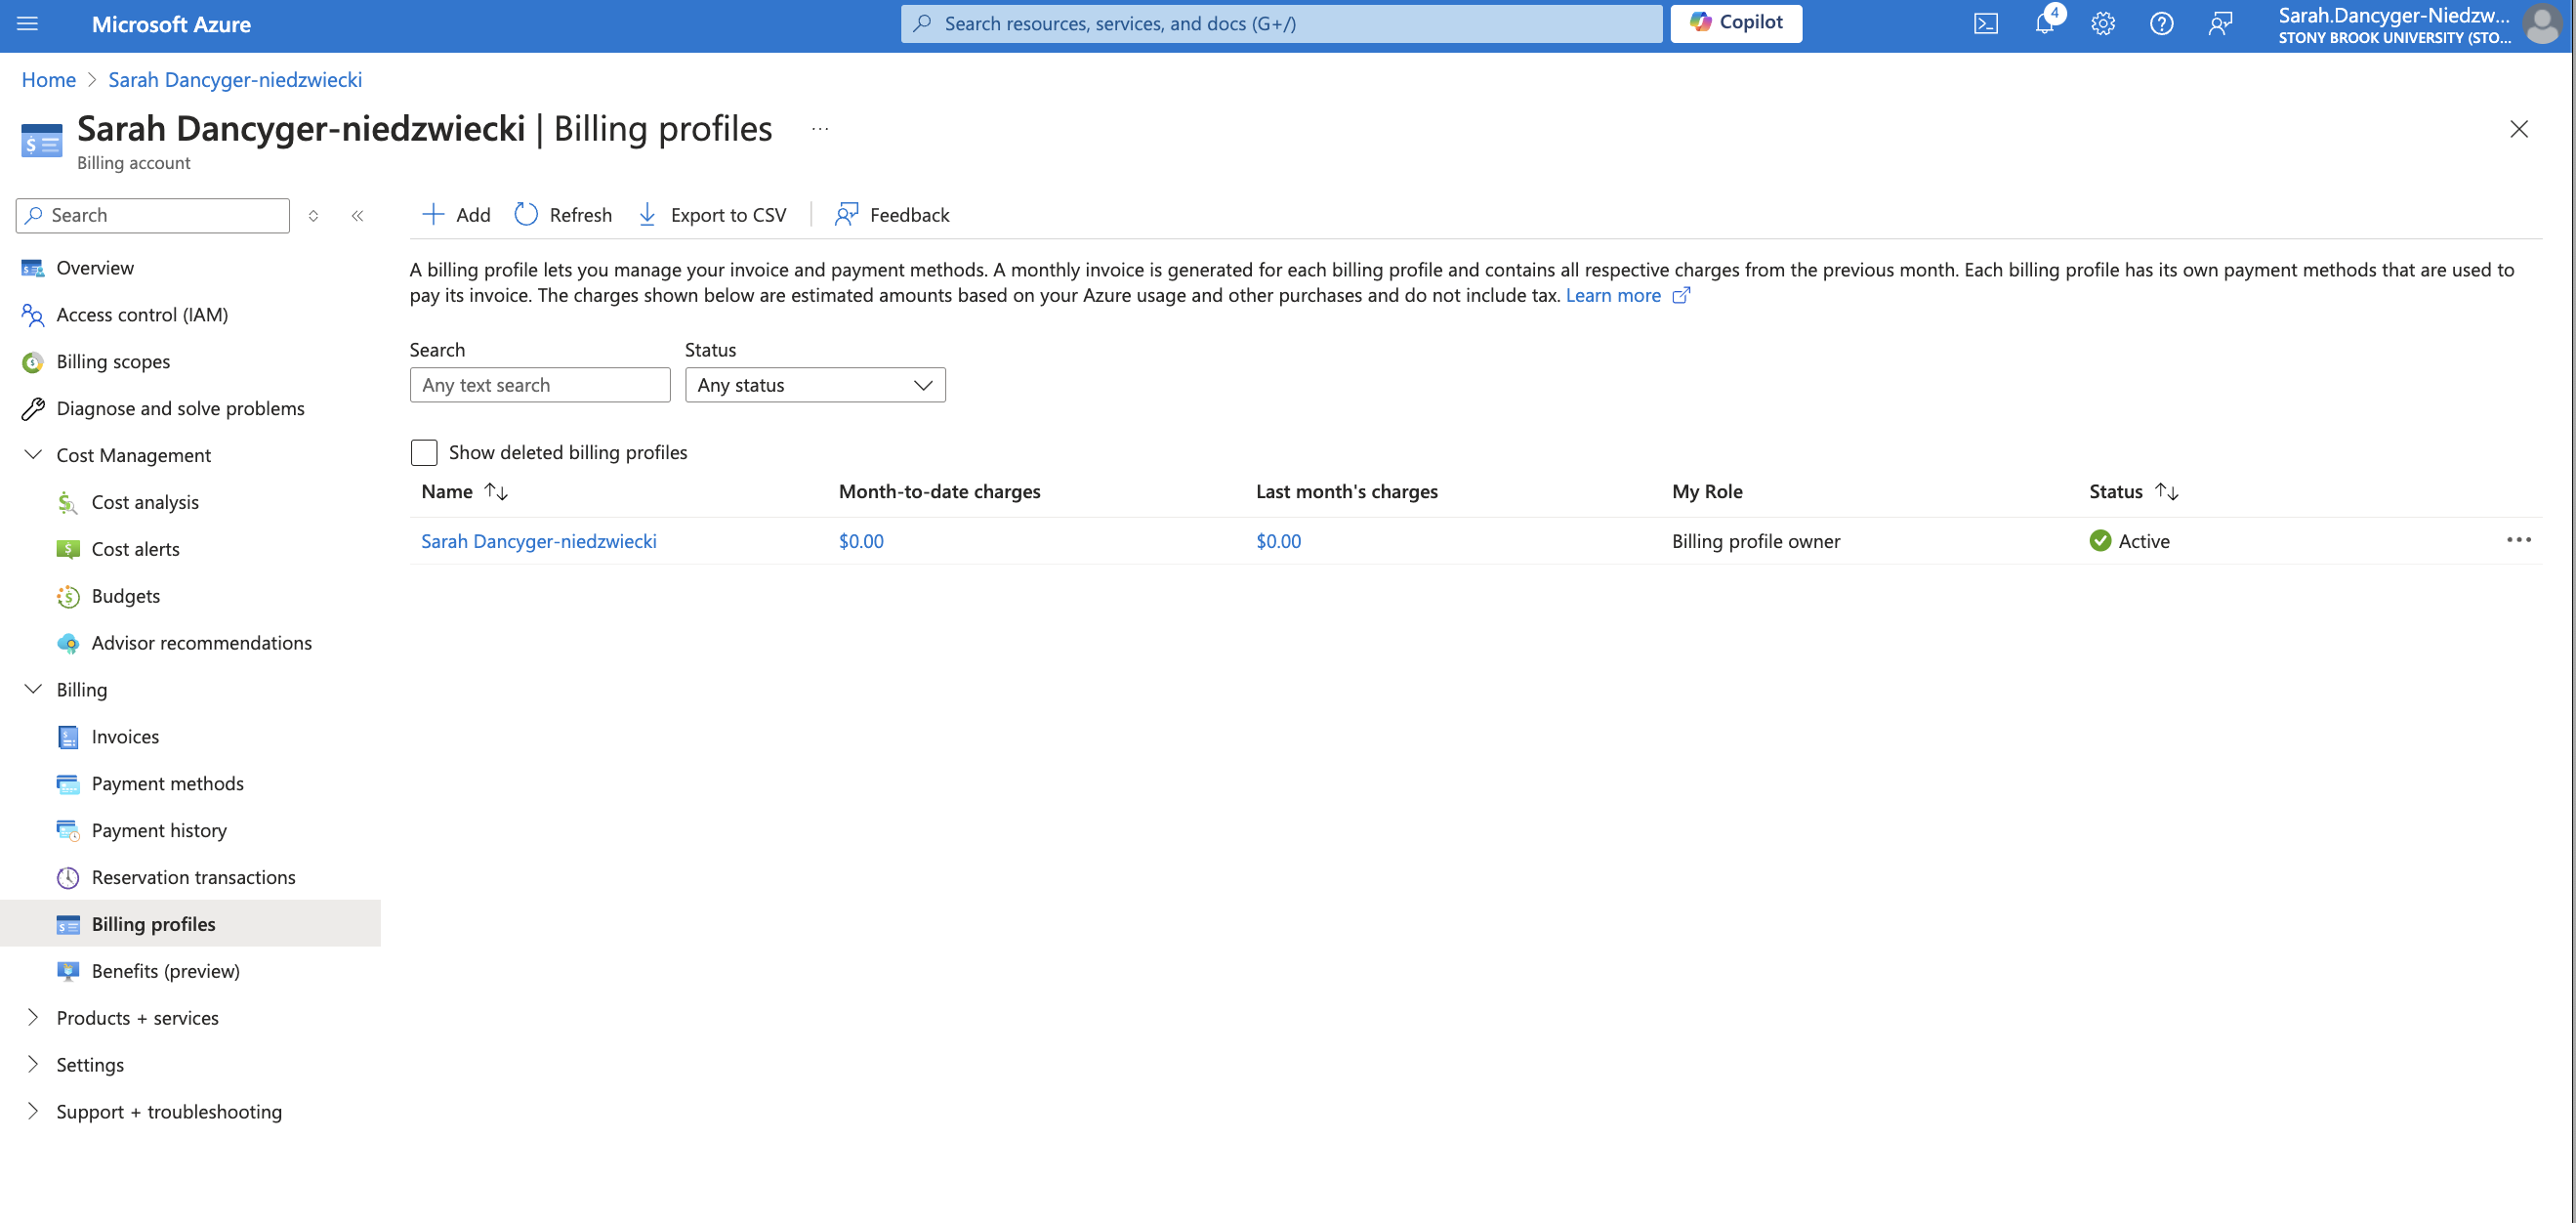 Microsoft Azure
Search resources, services, and docs (G+/)
Copilot
4
Sarah.Dancyger-Niedzw...
STONY BROOK UNIVERSITY (STO...
Home > Sarah Dancyger-niedzwiecki
Sarah Dancyger-niedzwiecki | Billing profiles ...
Billing account
Search
Add
Refresh
Export to CSV
Feedback
Overview
Access control (IAM)
Billing scopes
Diagnose and solve problems
Cost Management
Cost analysis
Cost alerts
Budgets
Advisor recommendations
Billing
Invoices
Payment methods
Payment history
Reservation transactions
Billing profiles
Benefits (preview)
Products + services
Settings
Support + troubleshooting
A billing profile lets you manage your invoice and payment methods. A monthly invoice is generated for each billing profile and contains all respective charges from the previous month. Each billing profile has its own payment methods that are used to
pay its invoice. The charges shown below are estimated amounts based on your Azure usage and other purchases and do not include tax. Learn more
Search Status
Any text search Any status
Show deleted billing profiles
Name Month-to-date charges Last month's charges My Role Status
Sarah Dancyger-niedzwiecki $0.00 $0.00 Billing profile owner Active ...